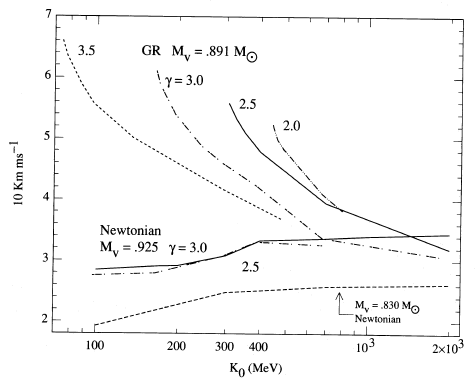 7
6
5
4
3
2
10 Km ms⁻¹
3.5
GR M_v = .891 M_⊙
γ = 3.0
2.5
2.0
Newtonian
M_v = .925 γ = 3.0
2.5
M_v = .830 M_⊙
Newtonian
100 200 300 400 10³ 2×10³
K₀ (MeV)